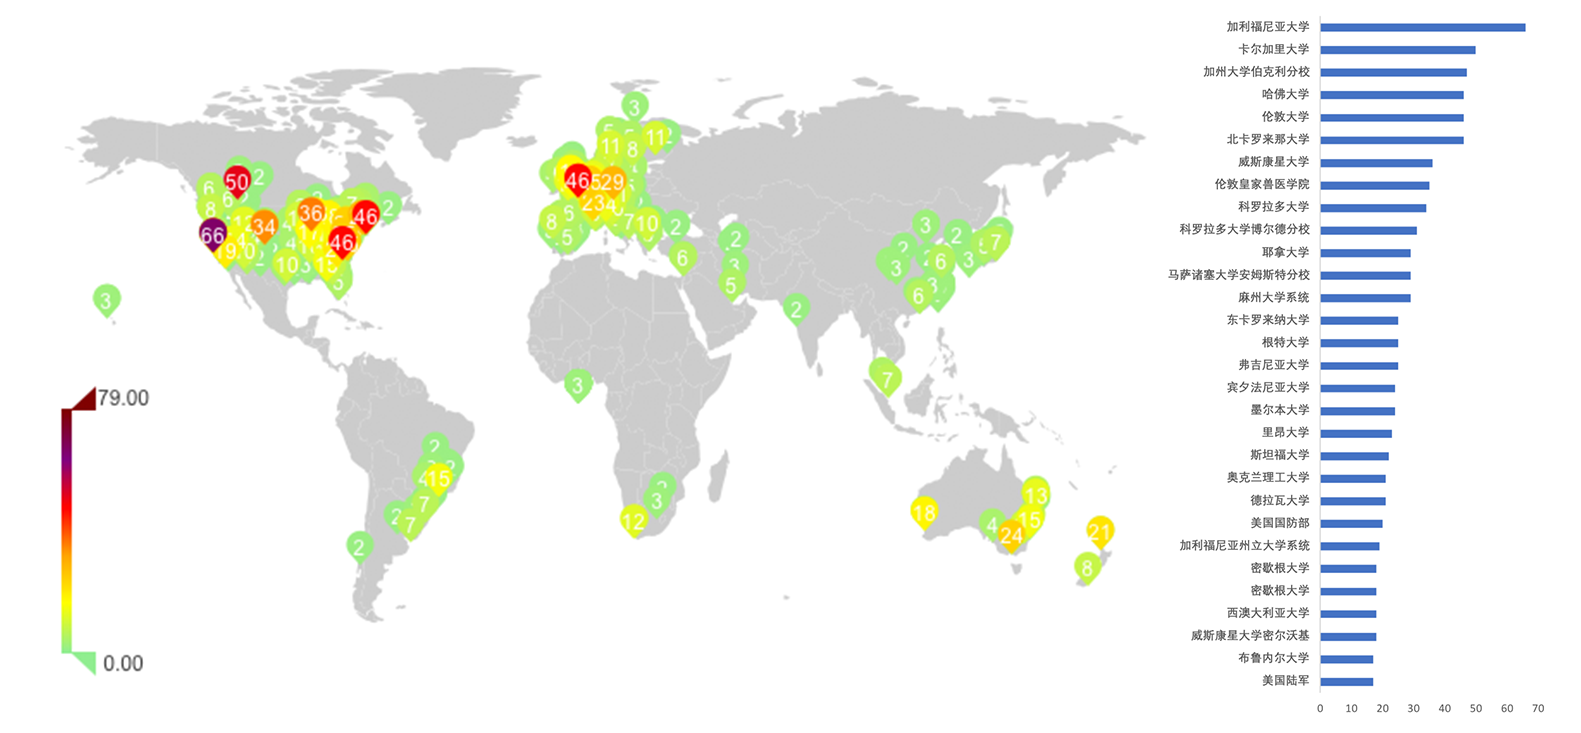 79.00
0.00
3
11
11
2
8
6
50
2
6
46
5
29
8
36
7
2
66
34
46
8
6
7
10
2
46
6
10
3
3
3
5
2
3
2
2
7
3
6
3
3
6
7
3
2
15
4
7
2
7
2
3
12
18
13
15
4
24
21
8
加利福尼亚大学
卡尔加里大学
加州大学伯克利分校
哈佛大学
伦敦大学
北卡罗来那大学
威斯康星大学
伦敦皇家兽医学院
科罗拉多大学
科罗拉多大学博尔德分校
耶拿大学
马萨诸塞大学安姆斯特分校
麻州大学系统
东卡罗来纳大学
根特大学
弗吉尼亚大学
宾夕法尼亚大学
墨尔本大学
里昂大学
斯坦福大学
奥克兰理工大学
德拉瓦大学
美国国防部
加利福尼亚州立大学系统
密歇根大学
密歇根大学
西澳大利亚大学
威斯康星大学密尔沃基
布鲁内尔大学
美国陆军
0 10 20 30 40 50 60 70